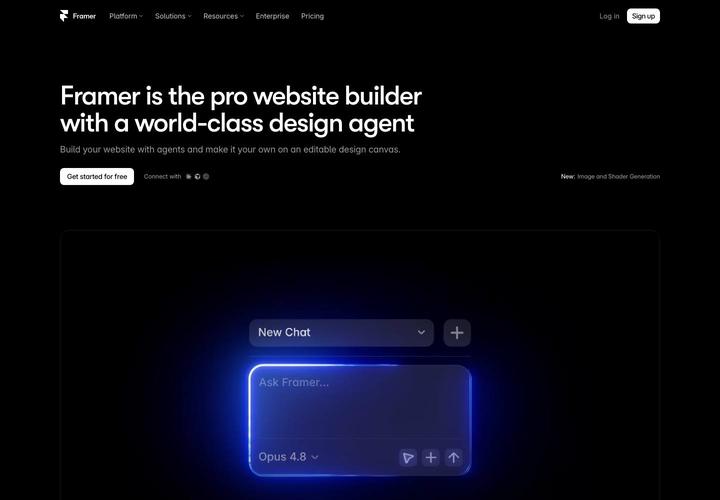 Framer
Platform
Solutions
Resources
Enterprise
Pricing
Log in
Sign up
Framer is the pro website builder
with a world-class design agent
Build your website with agents and make it your own on an editable design canvas.
Get started for free
Connect with
New: Image and Shader Generation
New Chat
Ask Framer...
Opus 4.8